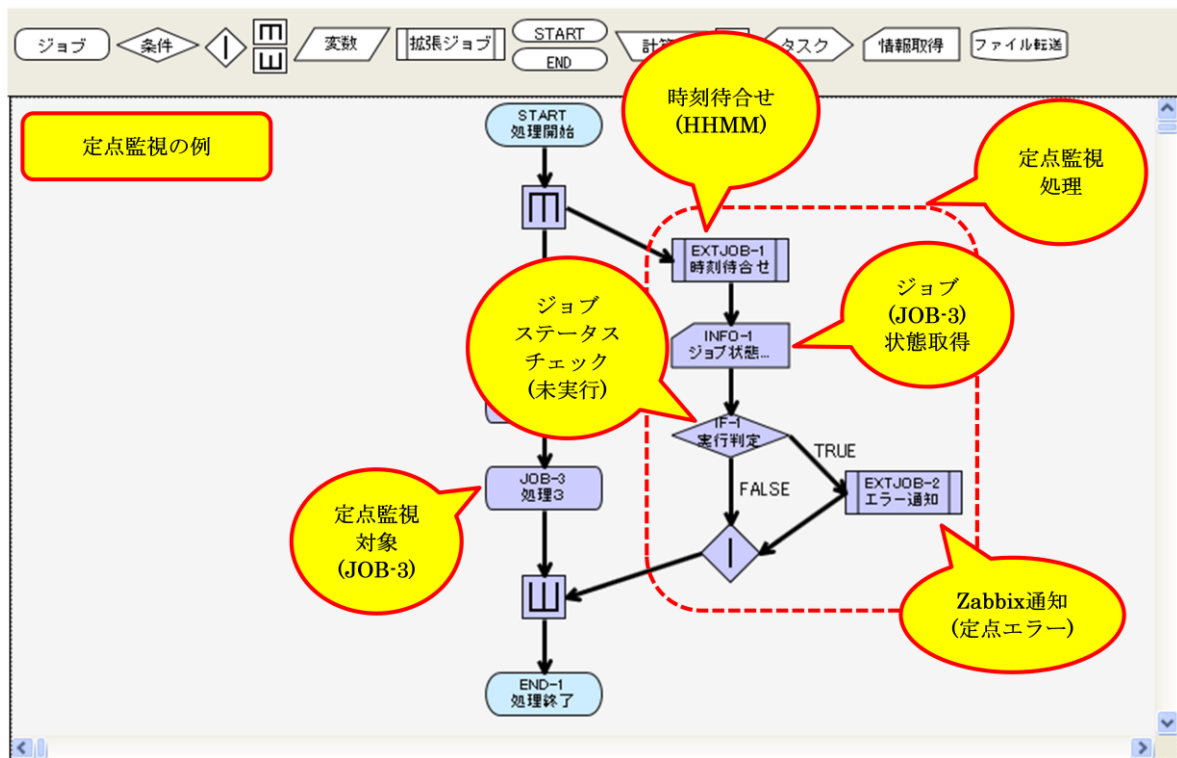 ジョブ
条件
変数
拡張ジョブ
START
END
タスク
情報取得
ファイル転送
定点監視の例
時刻待合せ
(HHMM)
定点監視
処理
START
処理開始
EXTJOB-1
時刻待合せ
ジョブ
(JOB-3)
状態取得
ジョブ
ステータス
チェック
(未実行)
INFO-1
ジョブ状態...
IF-1
実行判定
TRUE
FALSE
EXTJOB-2
エラー通知
JOB-3
処理3
定点監視
対象
(JOB-3)
Zabbix通知
(定点エラー)
END-1
処理終了